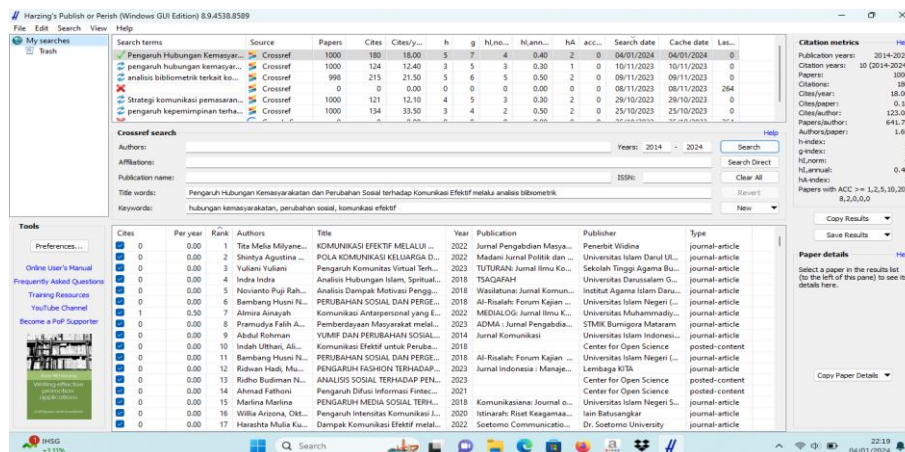 Harzing's Publish or Perish (Windows GUI Edition) 8.9.4538.8589
File Edit Search View Help
My searches
Trash
Search terms Source Papers Cites Cites/y... h g hI,no... hI,ann... hA acc... Search date Cache date Las...
Pengaruh Hubungan Kemasyar... Crossref 1000 180 18.00 5 7 4 0.40 2 0 04/01/2024 04/01/2024 0
pengaruh hubungan kemasyar... Crossref 1000 124 12.40 3 5 3 0.30 1 0 10/11/2023 10/11/2023 0
analisis bibliometrik terkait ko... Crossref 998 215 21.50 5 6 5 0.50 2 0 09/11/2023 09/11/2023 0
Crossref 0 0 0.00 0 0 0 0.00 0 0 08/11/2023 08/11/2023 264
Strategi komunikasi pemasaran... Crossref 1000 121 12.10 4 5 3 0.30 2 0 29/10/2023 29/10/2023 0
pengaruh kepemimpinan terha... Crossref 1000 134 33.50 3 4 2 0.50 2 0 25/10/2023 25/10/2023 0
Crossref search Help
Authors: Years: 2014 - 2024 Search
Affiliations: Search Direct
Publication name: ISSN: Clear All
Title words: Pengaruh Hubungan Kemasyarakatan dan Perubahan Sosial terhadap Komunikasi Efektif melalui analisis blibiometrik Revert
Keywords: hubungan kemasyarakatan, perubahan sosial, komunikasi efektif New
Cites Per year Rank Authors Title Year Publication Publisher Type
0 0.00 1 Tita Melia Milyane... KOMUNIKASI EFEKTIF MELALUI ... 2022 Jurnal Pengabdian Masya... Penerbit Widina journal-article
0 0.00 2 Shintya Agustina ... POLA KOMUNIKASI KELUARGA D... 2022 Madani Jurnal Politik dan ... Universitas Islam Darul Ul... journal-article
0 0.00 3 Yuliani Yuliani Pengaruh Komunitas Virtual Terh... 2023 TUTURAN: Jurnal Ilmu Ko... Sekolah Tinggi Agama Bu... journal-article
0 0.00 4 Indra Indra Analisis Hubungan Islam, Spritual... 2018 TSAQAFAH Universitas Darussalam G... journal-article
0 0.00 5 Novianto Puji Rah... Analisis Dampak Motivasi Pengg... 2018 Wasilatuna: Jurnal Komun... Institut Agama Islam Daru... journal-article
0 0.00 6 Bambang Husni N... PERUBAHAN SOSIAL DAN PERGE... 2018 Al-Risalah: Forum Kajian ... Universitas Islam Negeri (... journal-article
1 0.50 7 Almira Ainayah Komunikasi Antarpersonal yang E... 2022 MEDIALOG: Jurnal Ilmu K... Universitas Muhammadiy... journal-article
0 0.00 8 Pramudya Falih A... Pemberdayaan Masyarakat melal... 2023 ADMA : Jurnal Pengabdia... STMIK Bumigora Mataram journal-article
0 0.00 9 Abdul Rohman YUMIF DAN PERUBAHAN SOSIAL... 2014 Jurnal Komunikasi Universitas Islam Indonesi... journal-article
0 0.00 10 Indah Ulthari, Ali... Komunikasi Efektif untuk Peruba... 2018 Center for Open Science posted-content
0 0.00 11 Bambang Husni N... PERUBAHAN SOSIAL DAN PERGE... 2018 Al-Risalah: Forum Kajian ... Universitas Islam Negeri (... journal-article
0 0.00 12 Ridwan Hadi, Mu... PENGARUH FASHION TERHADAP... 2023 Jurnal Indonesia : Manaje... Lembaga KITA journal-article
0 0.00 13 Ridho Budiman N... ANALISIS SOSIAL TERHADAP PEN... 2023 Center for Open Science posted-content
0 0.00 14 Ahmad Fathoni Pengaruh Difusi Informasi Fintec... 2021 Center for Open Science posted-content
0 0.00 15 Marlina Marlina PENGARUH MEDIA SOSIAL TERH... 2018 Komunikasiana: Journal o... Universitas Islam Negeri S... journal-article
0 0.00 16 Willia Arizona, Okt... Pengaruh Intensitas Komunikasi J... 2020 Istinarah: Riset Keagamaa... Iain Batusangkar journal-article
0 0.00 17 Harashta Mulia Ku... Dampak Komunikasi Efektif melal... 2022 Soetomo Communicatio... Dr. Soetomo University journal-article
Tools
Preferences...
Online User's Manual
Frequently Asked Questions
Training Resources
YouTube Channel
Become a PoP Supporter
Writing effective
promotion
applications
Citation metrics He
Publication years: 2014-202
Citation years: 10 (2014-2024
Papers: 100
Citations: 18
Cites/year: 18.0
Cites/paper: 0.1
Cites/author: 123.0
Papers/author: 641.7
Authors/paper: 1.6
h-index:
g-index:
hI,norm:
hI,annual: 0.4
hA-index:
Papers with ACC >= 1,2,5,10,20
8,2,0,0,0
Copy Results
Save Results
Paper details He
Select a paper in the results list
(to the left of this pane) to see its
details here.
Copy Paper Details
IHSG
+1.11%
Search
22:19
04/01/2024